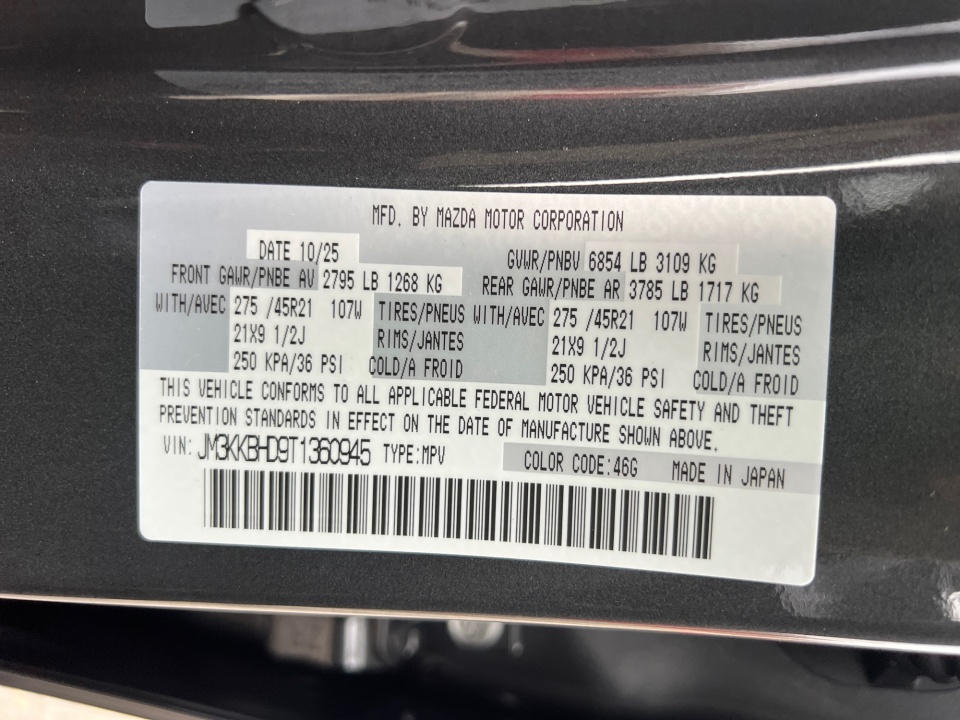 MFD. BY MAZDA MOTOR CORPORATION
DATE 10/25 GVWR/PNBV 6854 LB 3109 KG
FRONT GAWR/PNBE AV 2795 LB 1268 KG REAR GAWR/PNBE AR 3785 LB 1717 KG
WITH/AVEC 275 /45R21 107W TIRES/PNEUS WITH/AVEC 275 /45R21 107W TIRES/PNEUS
21X9 1/2J RIMS/JANTES 21X9 1/2J RIMS/JANTES
250 KPA/36 PSI COLD/A FROID 250 KPA/36 PSI COLD/A FROID
THIS VEHICLE CONFORMS TO ALL APPLICABLE FEDERAL MOTOR VEHICLE SAFETY AND THEFT
PREVENTION STANDARDS IN EFFECT ON THE DATE OF MANUFACTURE SHOWN ABOVE.
VIN: JM3KKBHD9T1360945 TYPE:MPV COLOR CODE:46G MADE IN JAPAN